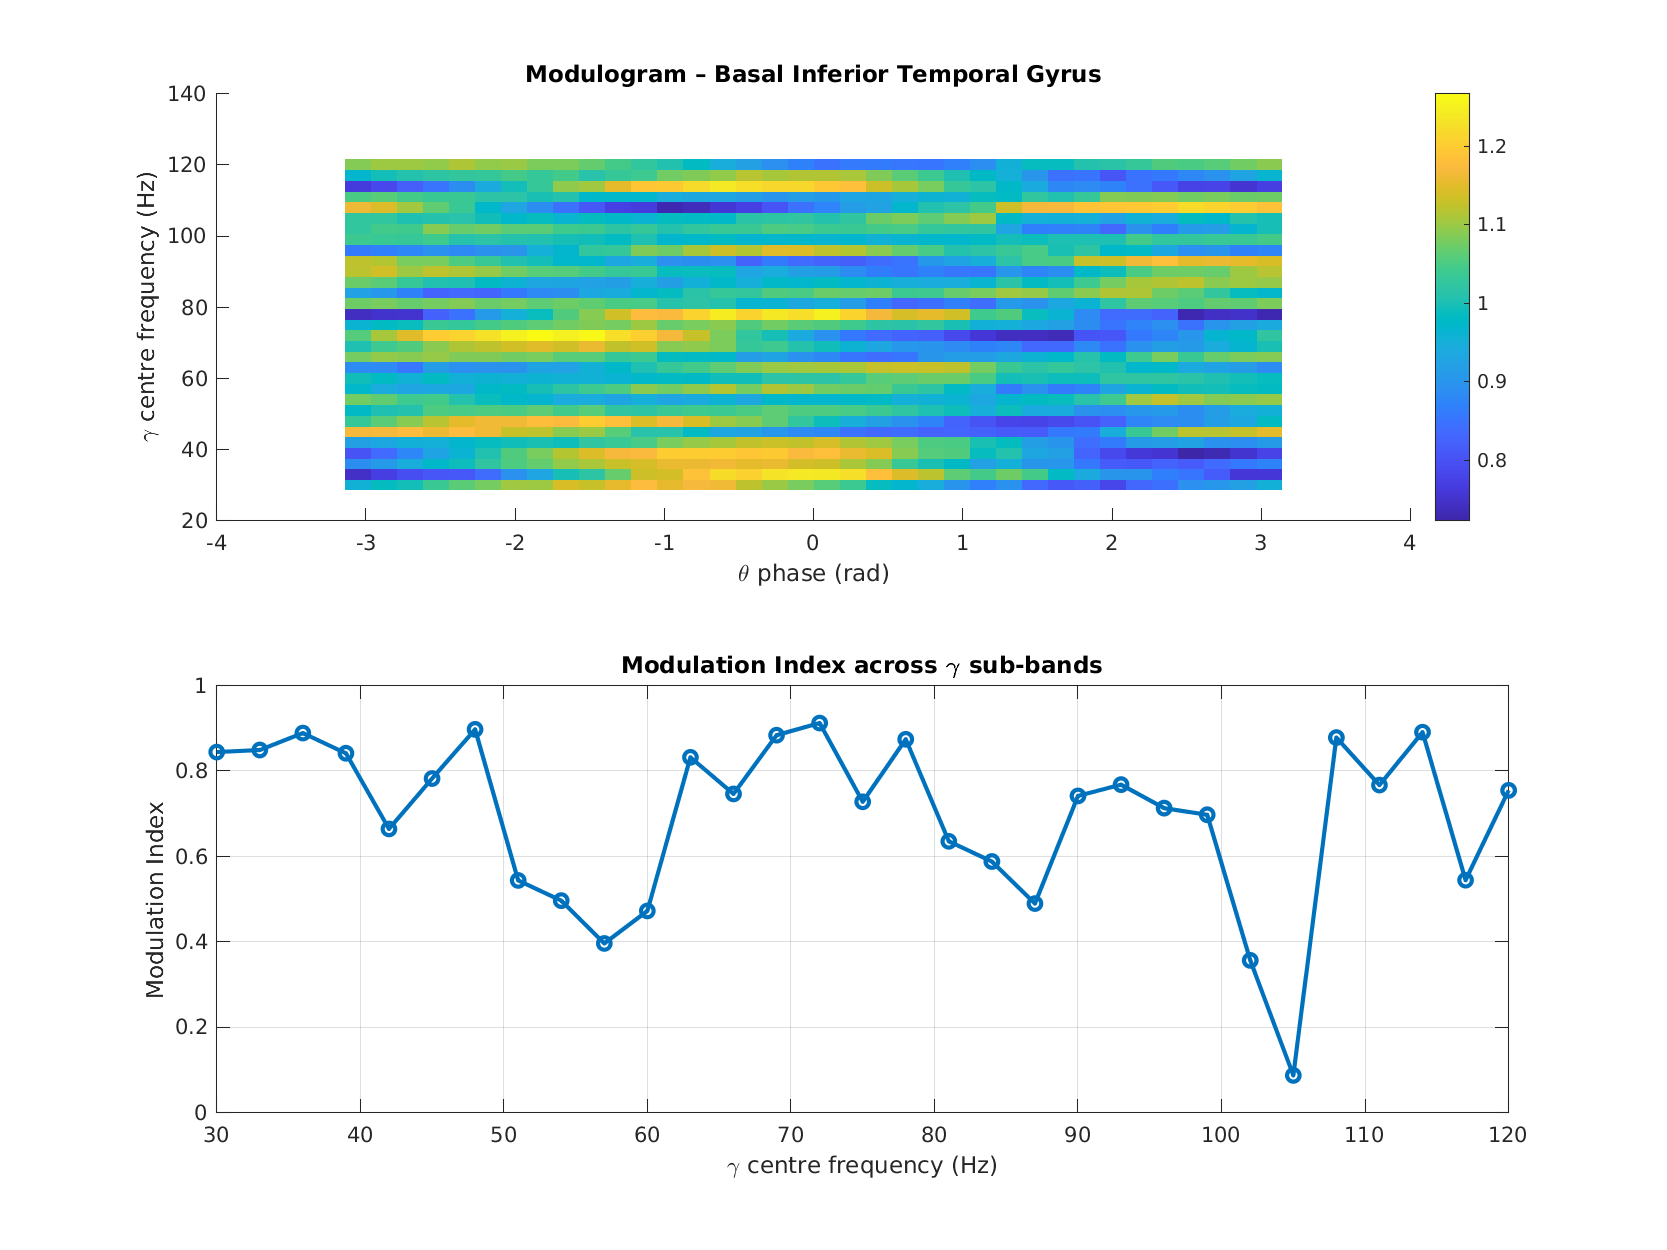 Modulogram – Basal Inferior Temporal Gyrus
140
120
100
80
60
40
20
γ centre frequency (Hz)
-4 -3 -2 -1 0 1 2 3 4
θ phase (rad)
1.2
1.1
1
0.9
0.8
Modulation Index across γ sub-bands
1
0.8
0.6
0.4
0.2
0
Modulation Index
30 40 50 60 70 80 90 100 110 120
γ centre frequency (Hz)